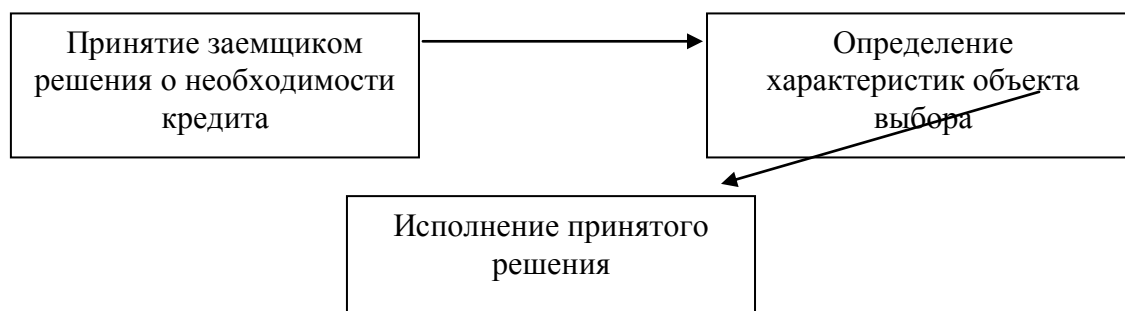 Принятие заемщиком
решения о необходимости
кредита
Определение
характеристик объекта
выбора
Исполнение принятого
решения